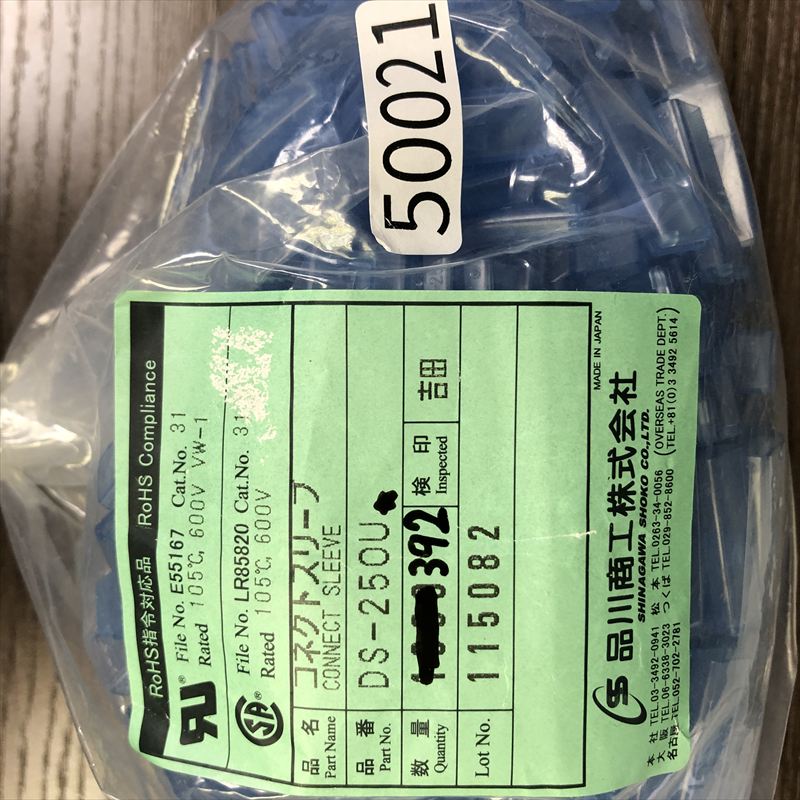 50021
RoHS指令対応品 RoHS Compliance
File No. E55167 Cat.No. 31
Rated 105℃, 600V VW-1
File No. LR85820 Cat.No. 31
Rated 105℃, 600V
品名 コネクトスリーブ
Part Name CONNECT SLEEVE
品番 DS-250U
Part No.
数量 392 検印 吉田
Quantity Inspected
Lot No. 115082
MADE IN JAPAN
品川商工株式会社
SHINAGAWA SHOKO CO.,LTD.
本社 TEL.03-3492-0941 松本 TEL.0263-34-0056 (OVERSEAS TRADE DEPT.
大阪 TEL.06-6338-3023 つくば TEL.029-852-8600 TEL.+81(0)3 3492 5614)
名古屋 TEL.052-702-2781